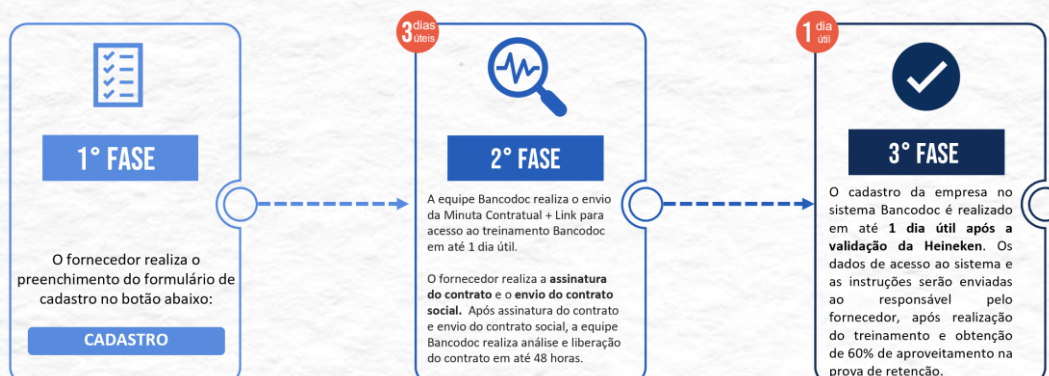 1° FASE
O fornecedor realiza o
preenchimento do formulário de
cadastro no botão abaixo:
CADASTRO
3 dias
úteis
2° FASE
A equipe Bancodoc realiza o envio
da Minuta Contratual + Link para
acesso ao treinamento Bancodoc
em até 1 dia útil.
O fornecedor realiza a assinatura
do contrato e o envio do contrato
social. Após assinatura do contrato
e envio do contrato social, a equipe
Bancodoc realiza análise e liberação
do contrato em até 48 horas.
1 dia
útil
3° FASE
O cadastro da empresa no
sistema Bancodoc é realizado
em até 1 dia útil após a
validação da Heineken. Os
dados de acesso ao sistema e
as instruções serão enviadas
ao responsável pelo
fornecedor, após realização
do treinamento e obtenção
de 60% de aproveitamento na
prova de retenção.